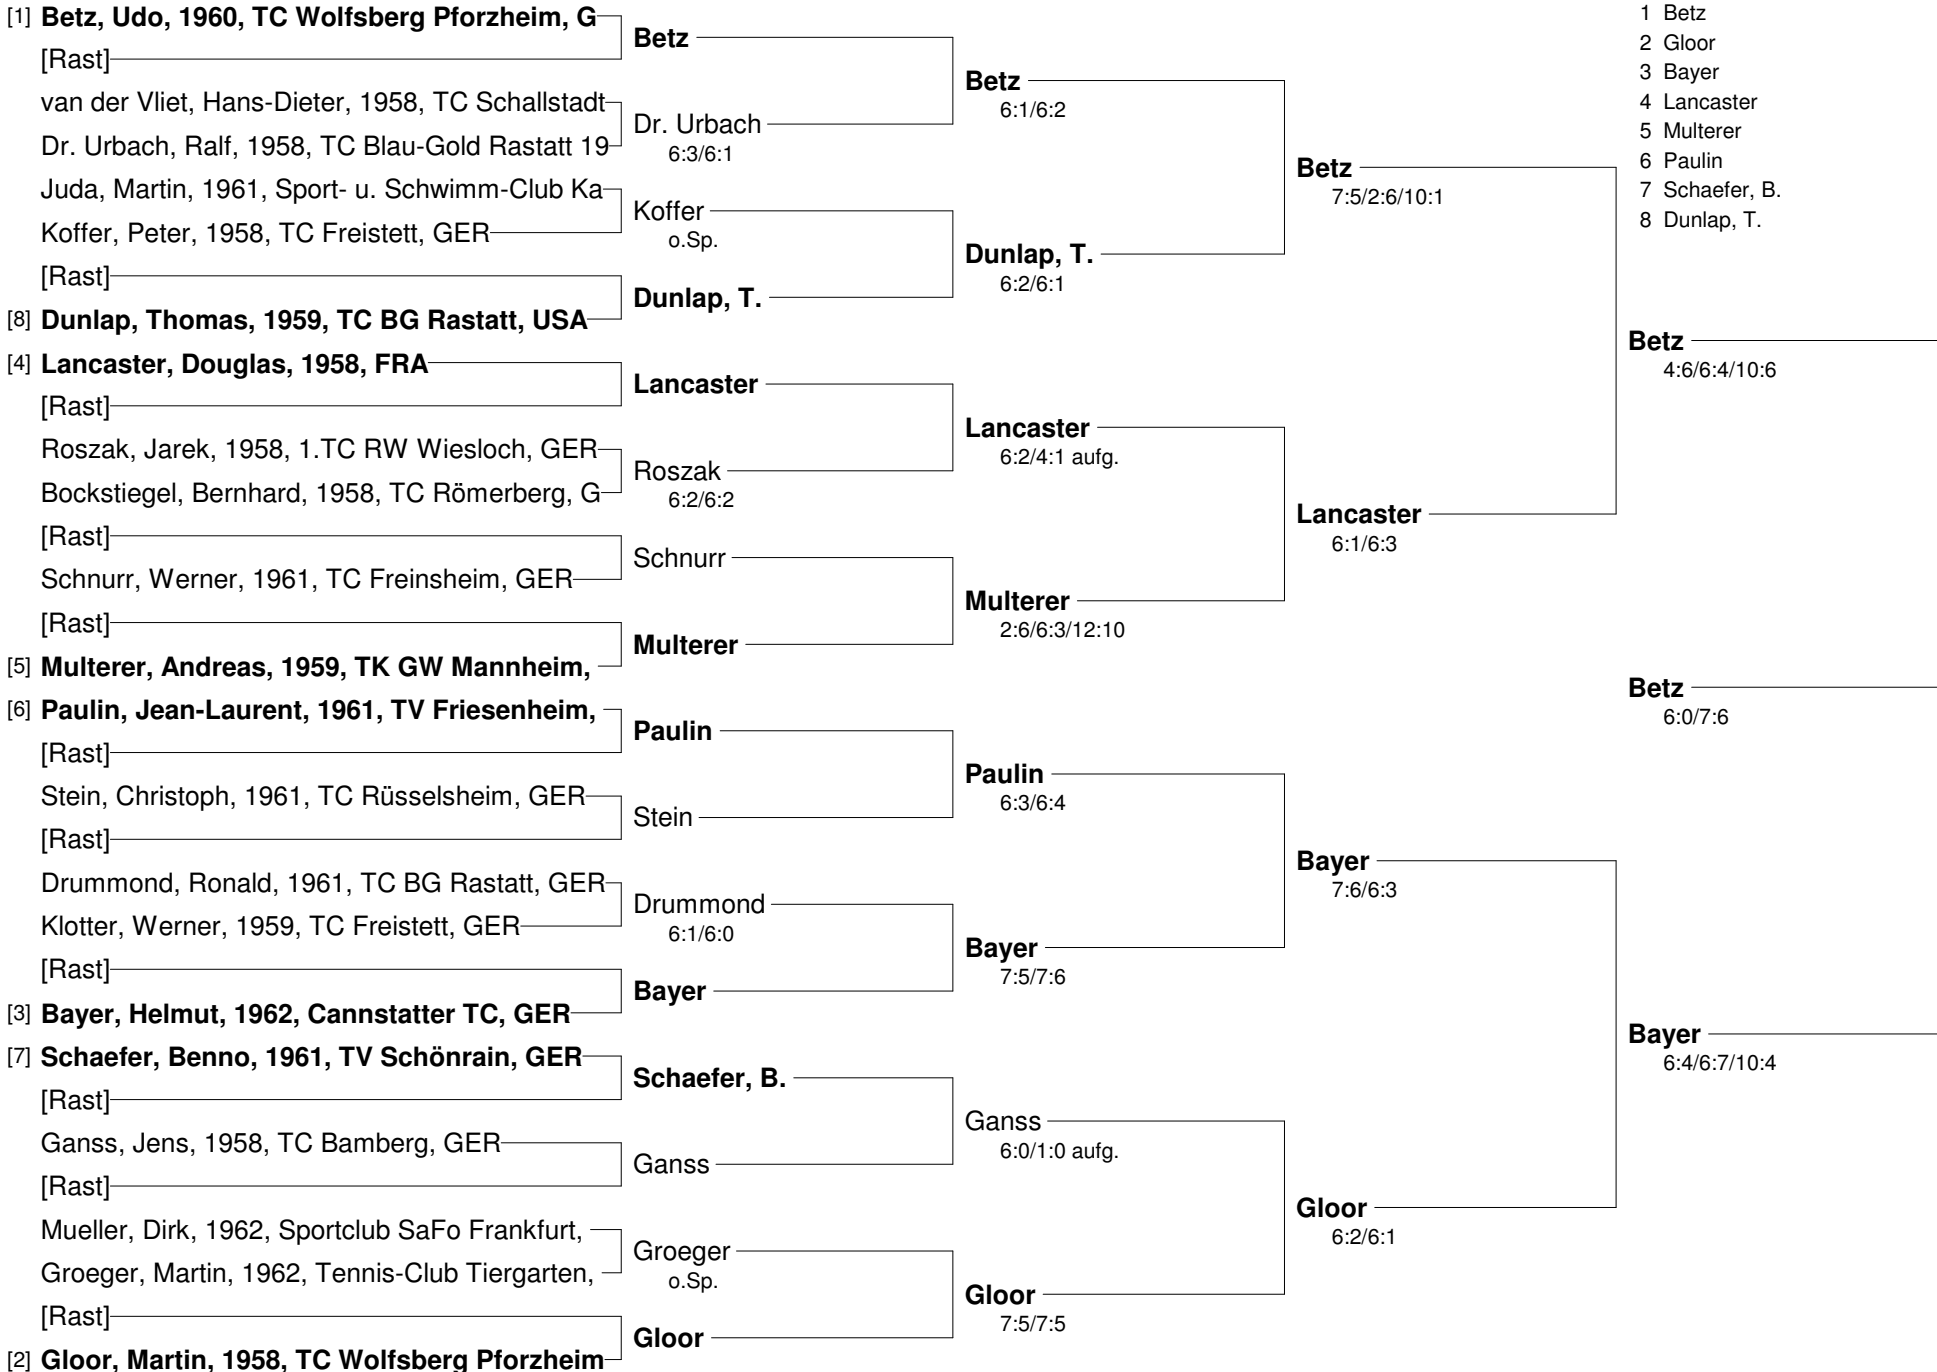 [1] Betz, Udo, 1960, TC Wolfsberg Pforzheim, G
[Rast]
van der Vliet, Hans-Dieter, 1958, TC Schallstadt
Dr. Urbach, Ralf, 1958, TC Blau-Gold Rastatt 19
Juda, Martin, 1961, Sport- u. Schwimm-Club Ka
Koffer, Peter, 1958, TC Freistett, GER
[Rast]
[8] Dunlap, Thomas, 1959, TC BG Rastatt, USA
[4] Lancaster, Douglas, 1958, FRA
[Rast]
Roszak, Jarek, 1958, 1.TC RW Wiesloch, GER
Bockstiegel, Bernhard, 1958, TC Römerberg, G
[Rast]
Schnurr, Werner, 1961, TC Freinsheim, GER
[Rast]
[5] Multerer, Andreas, 1959, TK GW Mannheim,
[6] Paulin, Jean-Laurent, 1961, TV Friesenheim,
[Rast]
Stein, Christoph, 1961, TC Rüsselsheim, GER
[Rast]
Drummond, Ronald, 1961, TC BG Rastatt, GER
Klotter, Werner, 1959, TC Freistett, GER
[Rast]
[3] Bayer, Helmut, 1962, Cannstatter TC, GER
[7] Schaefer, Benno, 1961, TV Schönrain, GER
[Rast]
Ganss, Jens, 1958, TC Bamberg, GER
[Rast]
Mueller, Dirk, 1962, Sportclub SaFo Frankfurt,
Groeger, Martin, 1962, Tennis-Club Tiergarten,
[Rast]
[2] Gloor, Martin, 1958, TC Wolfsberg Pforzheim
Betz
Dr. Urbach
6:3/6:1
Koffer
o.Sp.
Dunlap, T.
Lancaster
Roszak
6:2/6:2
Schnurr
Multerer
Paulin
Stein
Drummond
6:1/6:0
Bayer
Schaefer, B.
Ganss
Groeger
o.Sp.
Gloor
Betz
6:1/6:2
Dunlap, T.
6:2/6:1
Lancaster
6:2/4:1 aufg.
Multerer
2:6/6:3/12:10
Paulin
6:3/6:4
Bayer
7:5/7:6
Ganss
6:0/1:0 aufg.
Gloor
7:5/7:5
Betz
7:5/2:6/10:1
Lancaster
6:1/6:3
Bayer
7:6/6:3
Gloor
6:2/6:1
1 Betz
2 Gloor
3 Bayer
4 Lancaster
5 Multerer
6 Paulin
7 Schaefer, B.
8 Dunlap, T.
Betz
4:6/6:4/10:6
Betz
6:0/7:6
Bayer
6:4/6:7/10:4